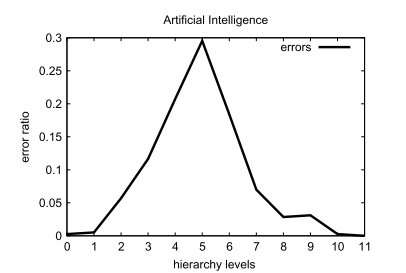 Artificial Intelligence
0.3
errors
0.25
0.2
error ratio
0.15
0.1
0.05
0
0 1 2 3 4 5 6 7 8 9 10 11
hierarchy levels